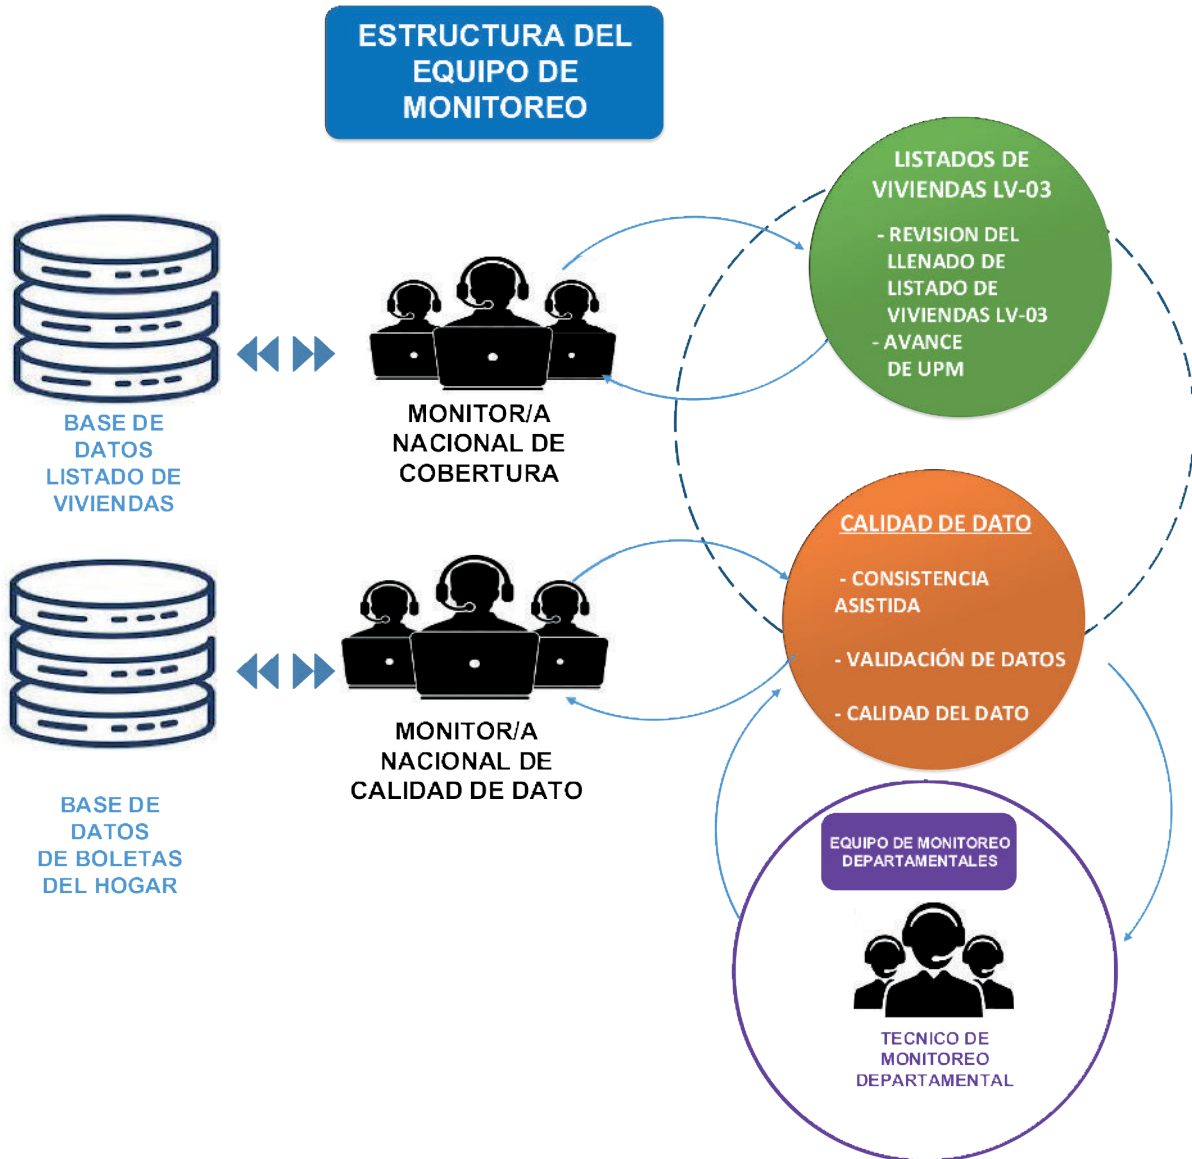 ESTRUCTURA DEL
EQUIPO DE
MONITOREO
LISTADOS DE
VIVIENDAS LV-03
- REVISION DEL
LLENADO DE
LISTADO DE
VIVIENDAS LV-03
- AVANCE
DE UPM
BASE DE
DATOS
LISTADO DE
VIVIENDAS
MONITOR/A
NACIONAL DE
COBERTURA
CALIDAD DE DATO
- CONSISTENCIA
ASISTIDA
- VALIDACIÓN DE DATOS
- CALIDAD DEL DATO
MONITOR/A
NACIONAL DE
CALIDAD DE DATO
BASE DE
DATOS
DE BOLETAS
DEL HOGAR
EQUIPO DE MONITOREO
DEPARTAMENTALES
TECNICO DE
MONITOREO
DEPARTAMENTAL